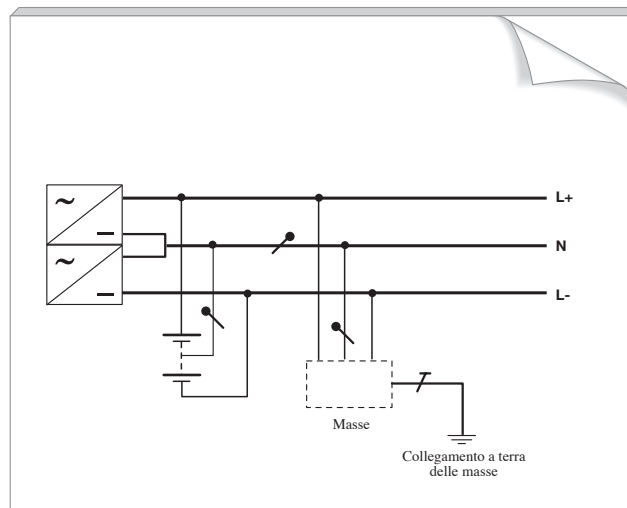 L+
N
L-
Masse
Collegamento a terra
delle masse